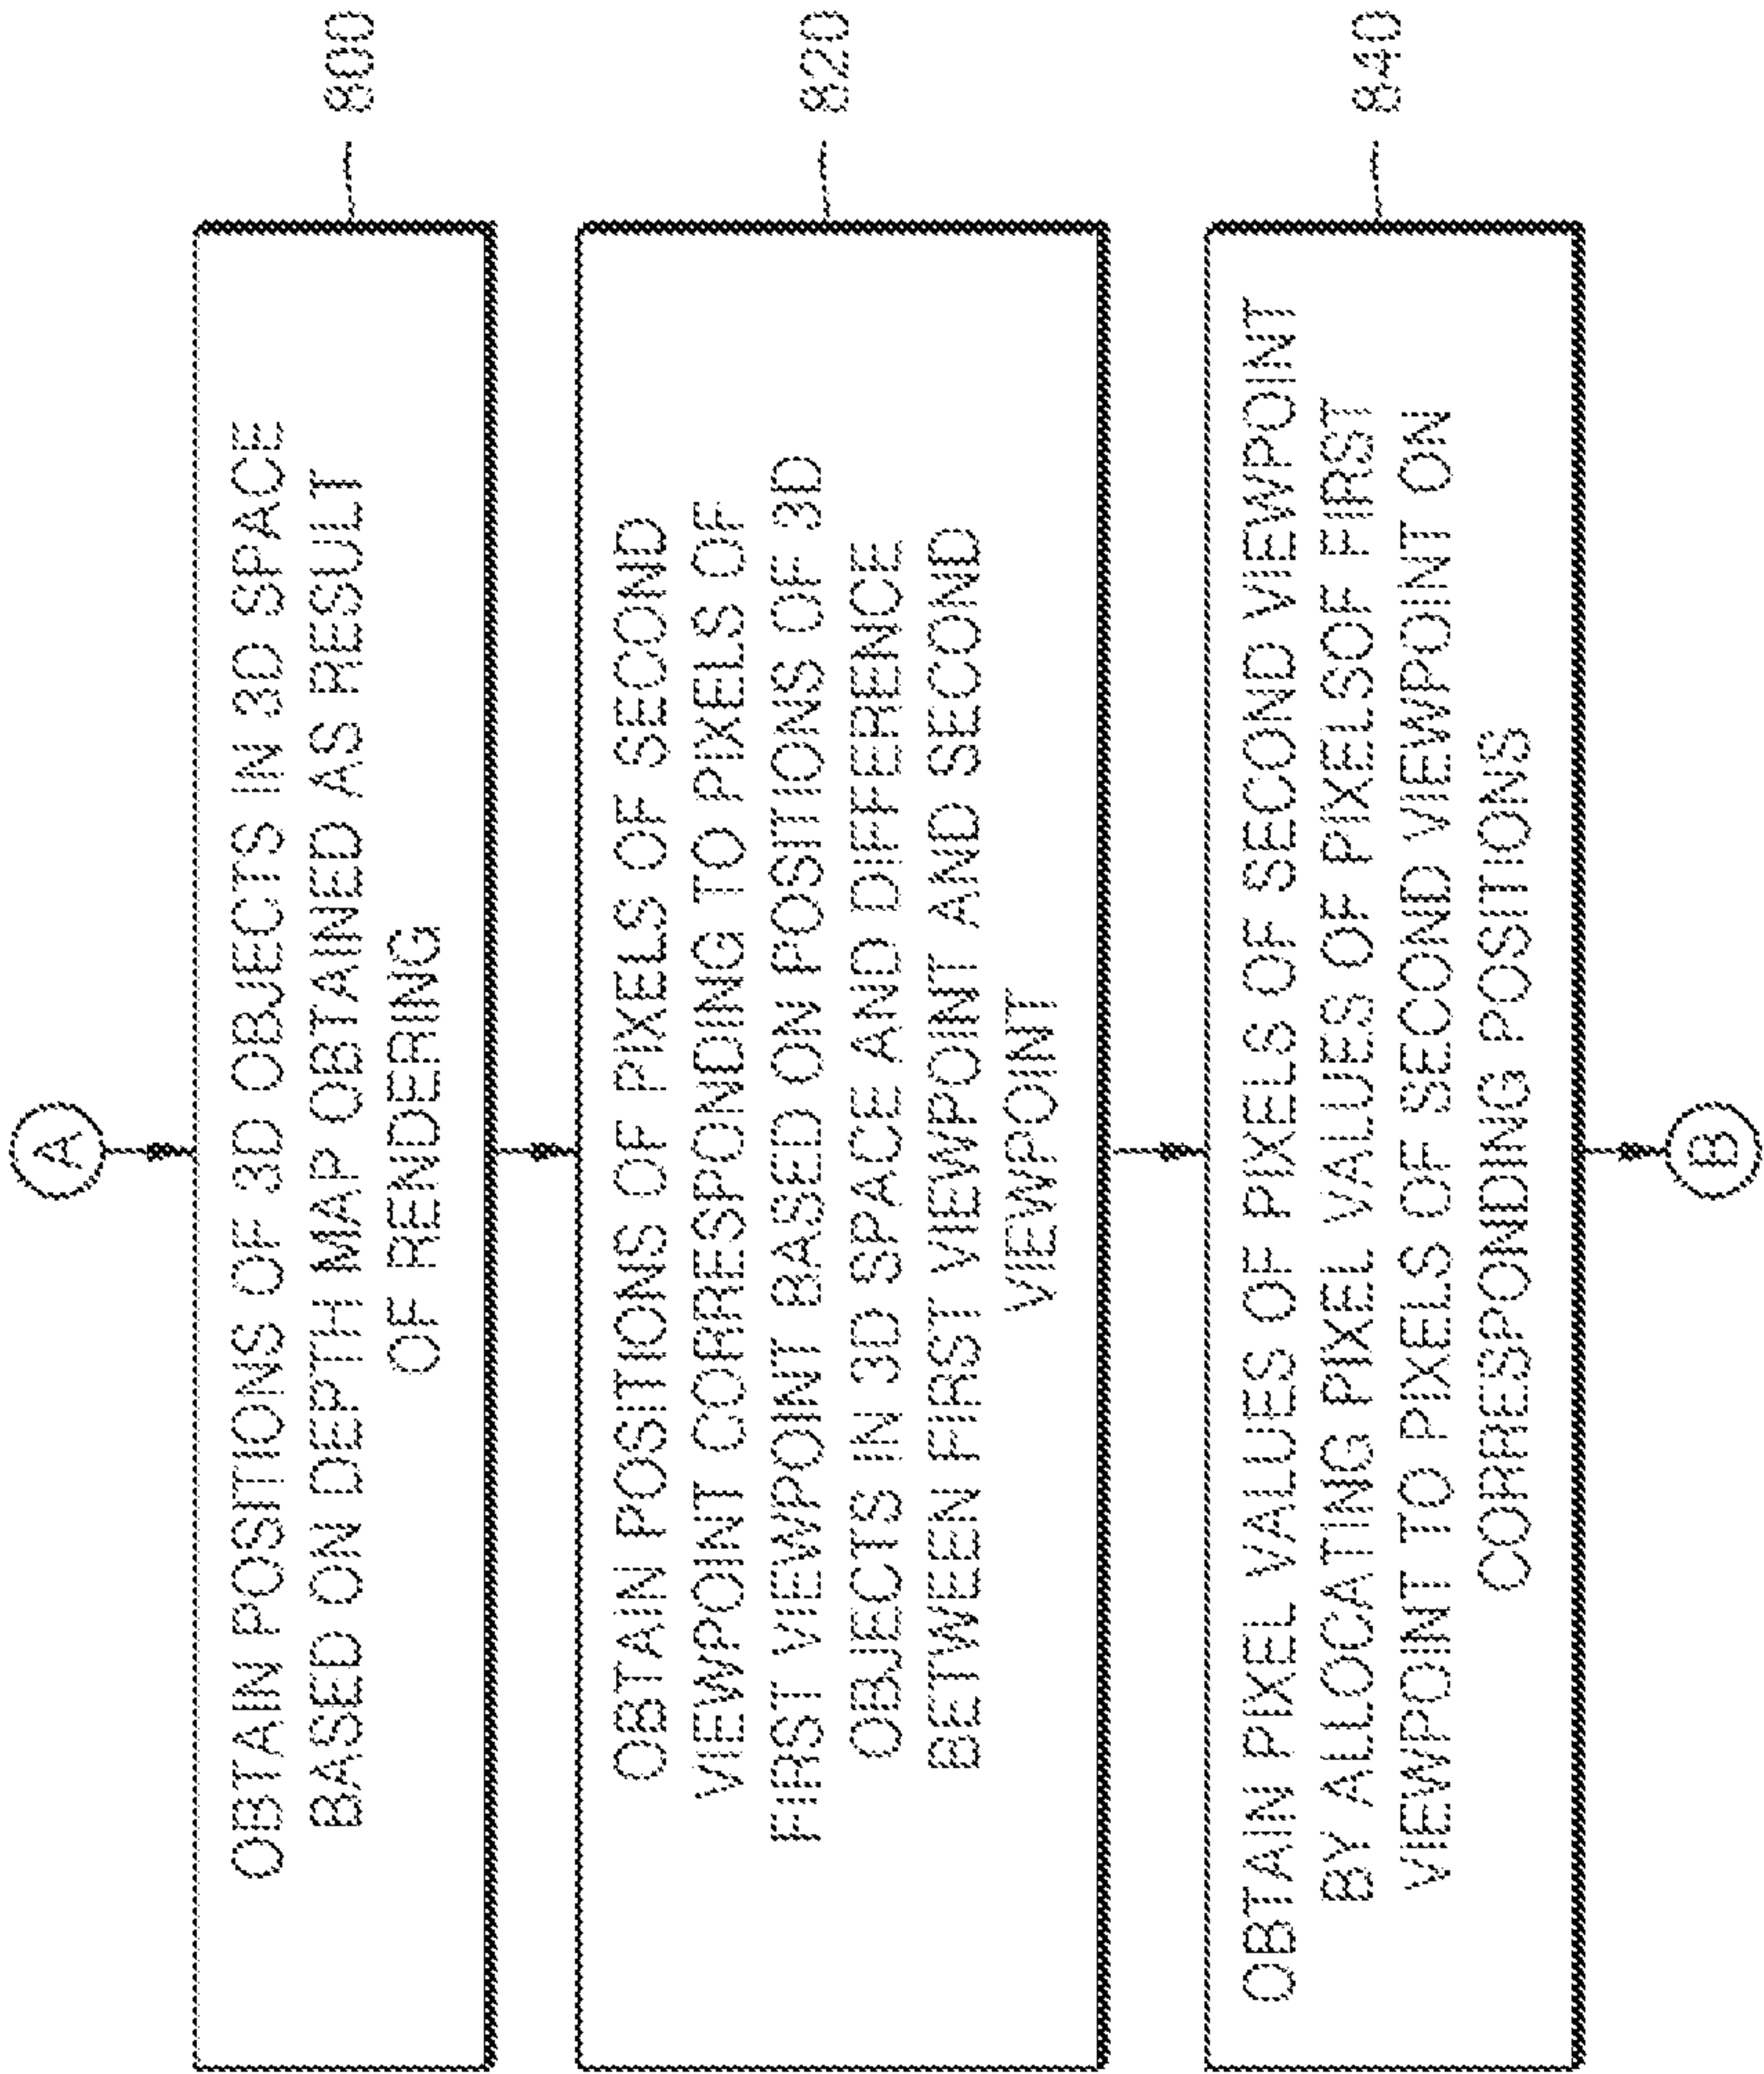 A
OBTAIN POSITIONS OF 3D OBJECTS IN 3D SPACE
BASED ON DEPTH MAP OBTAINED AS RESULT
OF RENDERING
800
OBTAIN POSITIONS OF PIXELS OF SECOND
VIEWPOINT CORRESPONDING TO PIXELS OF
FIRST VIEWPOINT BASED ON POSITIONS OF 3D
OBJECTS IN 3D SPACE AND DIFFERENCE
BETWEEN FIRST VIEWPOINT AND SECOND
VIEWPOINT
820
OBTAIN PIXEL VALUES OF PIXELS OF SECOND VIEWPOINT
BY ALLOCATING PIXEL VALUES OF PIXELSOF FIRST
VIEWPOINT TO PIXELS OF SECOND VIEWPOINT ON
CORRESPONDING POSITIONS
840
B